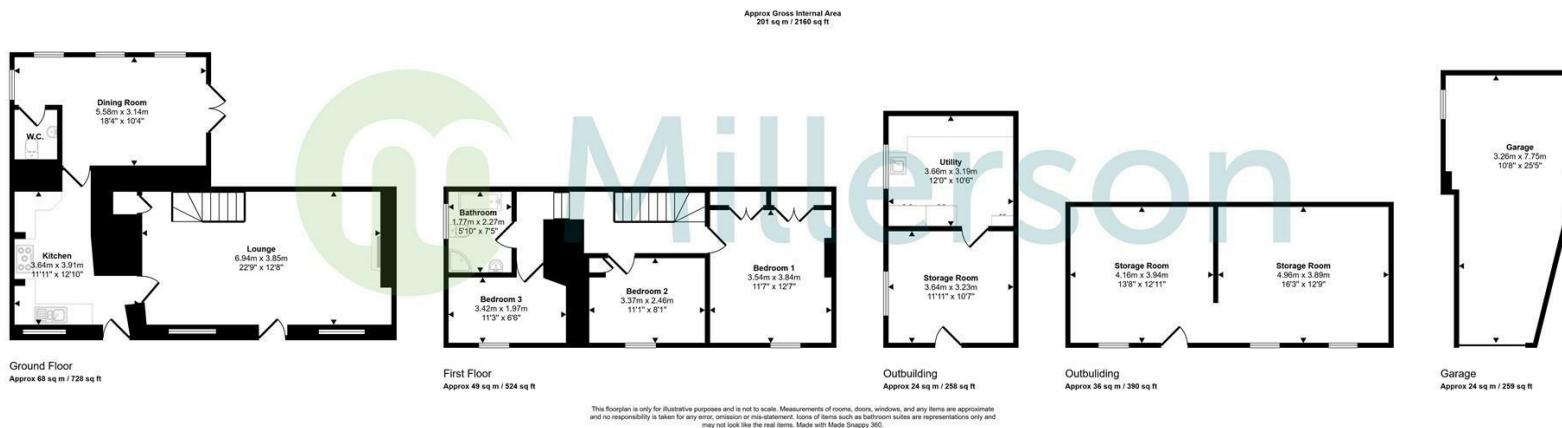 Approx Gross Internal Area
201 sq m / 2160 sq ft
Millerson
Dining Room
5.58m x 3.14m
18'4" x 10'4"
W.C.
Kitchen
3.64m x 3.91m
11'11" x 12'10"
Lounge
6.94m x 3.85m
22'9" x 12'8"
Ground Floor
Approx 68 sq m / 728 sq ft
Bathroom
1.77m x 2.27m
5'10" x 7'5"
Bedroom 3
3.42m x 1.97m
11'3" x 6'6"
Bedroom 2
3.37m x 2.46m
11'1" x 8'1"
Bedroom 1
3.54m x 3.84m
11'7" x 12'7"
First Floor
Approx 49 sq m / 524 sq ft
Utility
3.66m x 3.19m
12'0" x 10'6"
Storage Room
3.64m x 3.23m
11'11" x 10'7"
Outbuilding
Approx 24 sq m / 258 sq ft
Storage Room
4.16m x 3.94m
13'8" x 12'11"
Storage Room
4.96m x 3.89m
16'3" x 12'9"
Outbuliding
Approx 36 sq m / 390 sq ft
Garage
3.26m x 7.75m
10'8" x 25'5"
Garage
Approx 24 sq m / 259 sq ft
This floorplan is only for illustrative purposes and is not to scale. Measurements of rooms, doors, windows, and any items are approximate
and no responsibility is taken for any error, omission or mis-statement. Icons of items such as bathroom suites are representations only and
may not look like the real items. Made with Made Snappy 360.